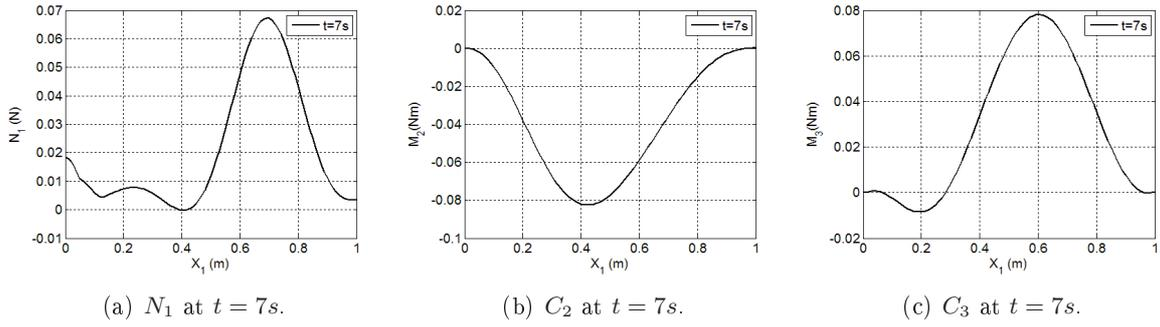 0.07
0.06
0.05
0.04
0.03
0.02
0.01
0
-0.01
0 0.2 0.4 0.6 0.8 1
N₁ (N)
X₁ (m)
t=7s
(a) N₁ at t = 7s.
0.02
0
-0.02
-0.04
-0.06
-0.08
-0.1
0 0.2 0.4 0.6 0.8 1
M₂(Nm)
X₁ (m)
t=7s
(b) C₂ at t = 7s.
0.08
0.06
0.04
0.02
0
-0.02
0 0.2 0.4 0.6 0.8 1
M₃(Nm)
X₁ (m)
t=7s
(c) C₃ at t = 7s.